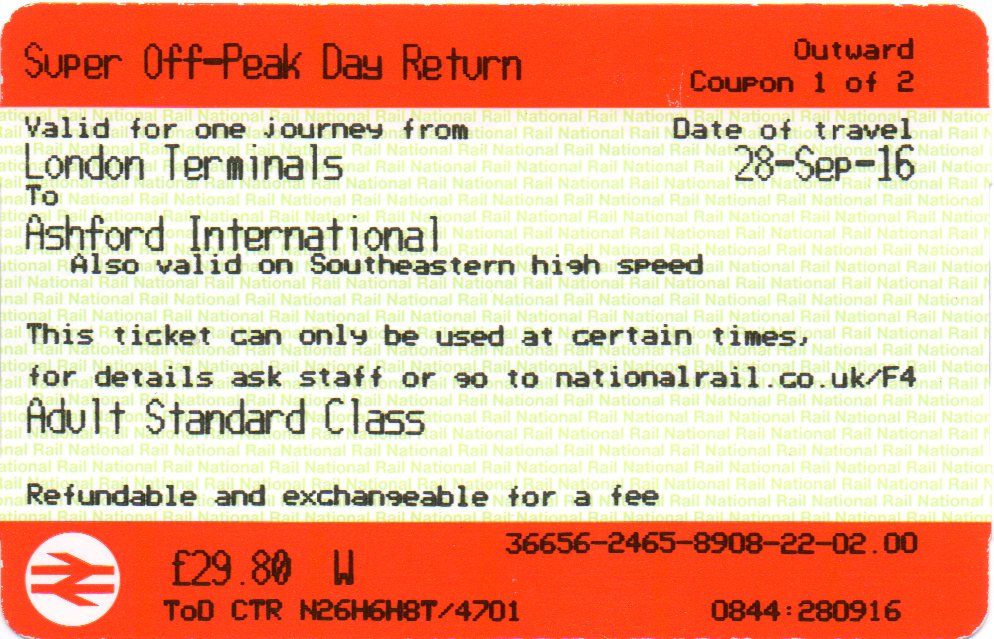 Super Off-Peak Day Return
Outward
Coupon 1 of 2
Valid for one journey from
Date of travel
London Terminals
28-Sep-16
To
Ashford International
Also valid on Southeastern high speed
This ticket can only be used at certain times,
for details ask staff or go to nationalrail.co.uk/F4
Adult Standard Class
Refundable and exchangeable for a fee
36656-2465-8908-22-02.00
£29.80 W
ToD CTR N26H6H8T/4701
0844:280916